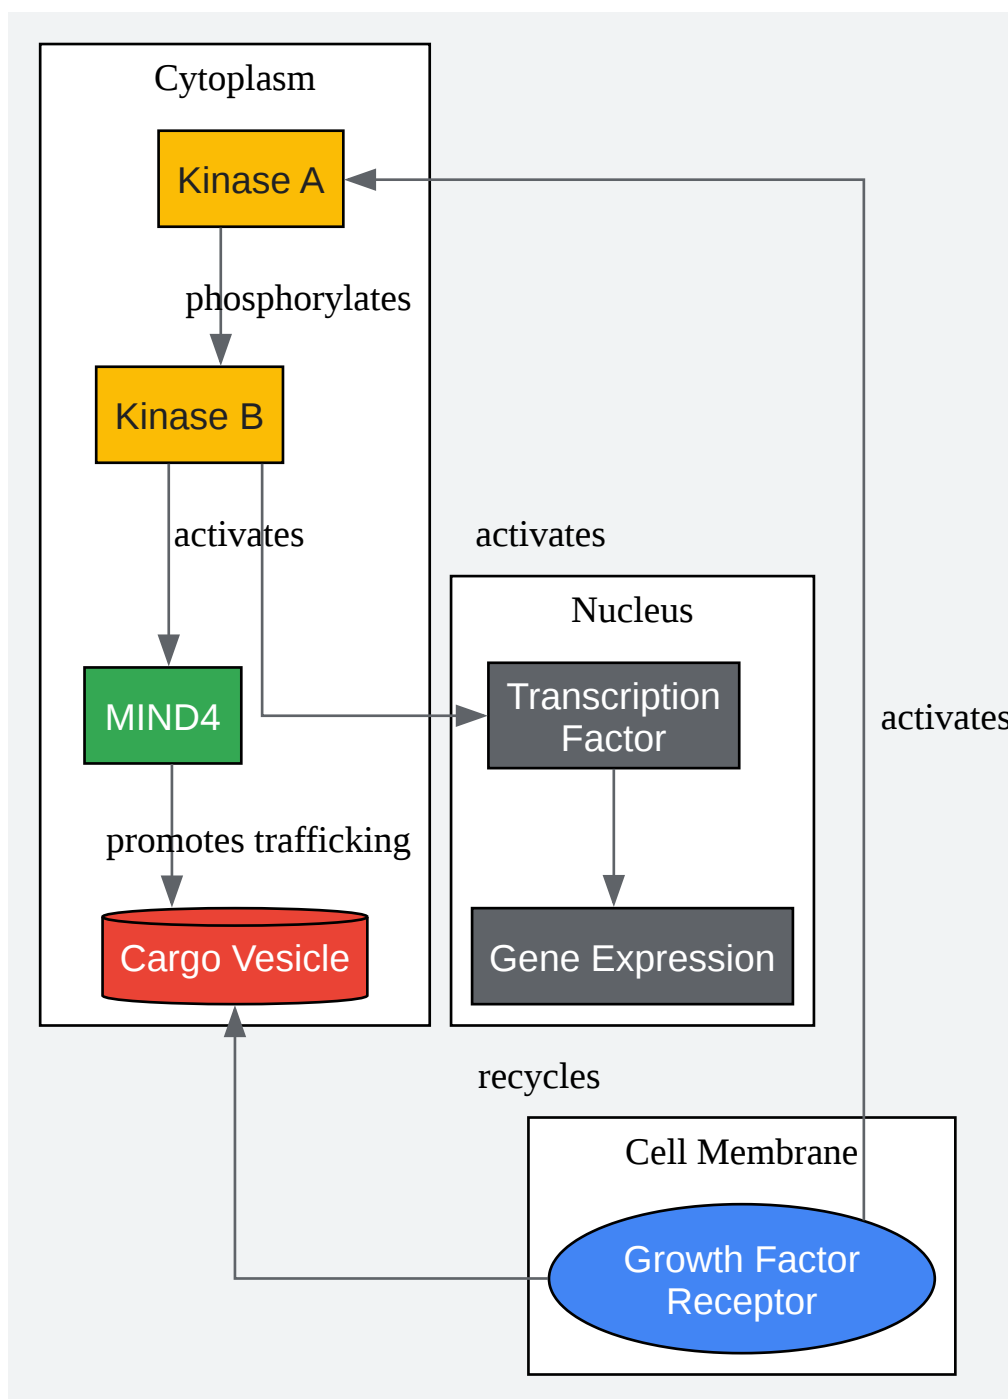 Cytoplasm
Kinase A
phosphorylates
Kinase B
activates
activates
Nucleus
Transcription
Factor
MIND4
activates
promotes trafficking
Cargo Vesicle
Gene Expression
recycles
Cell Membrane
Growth Factor
Receptor